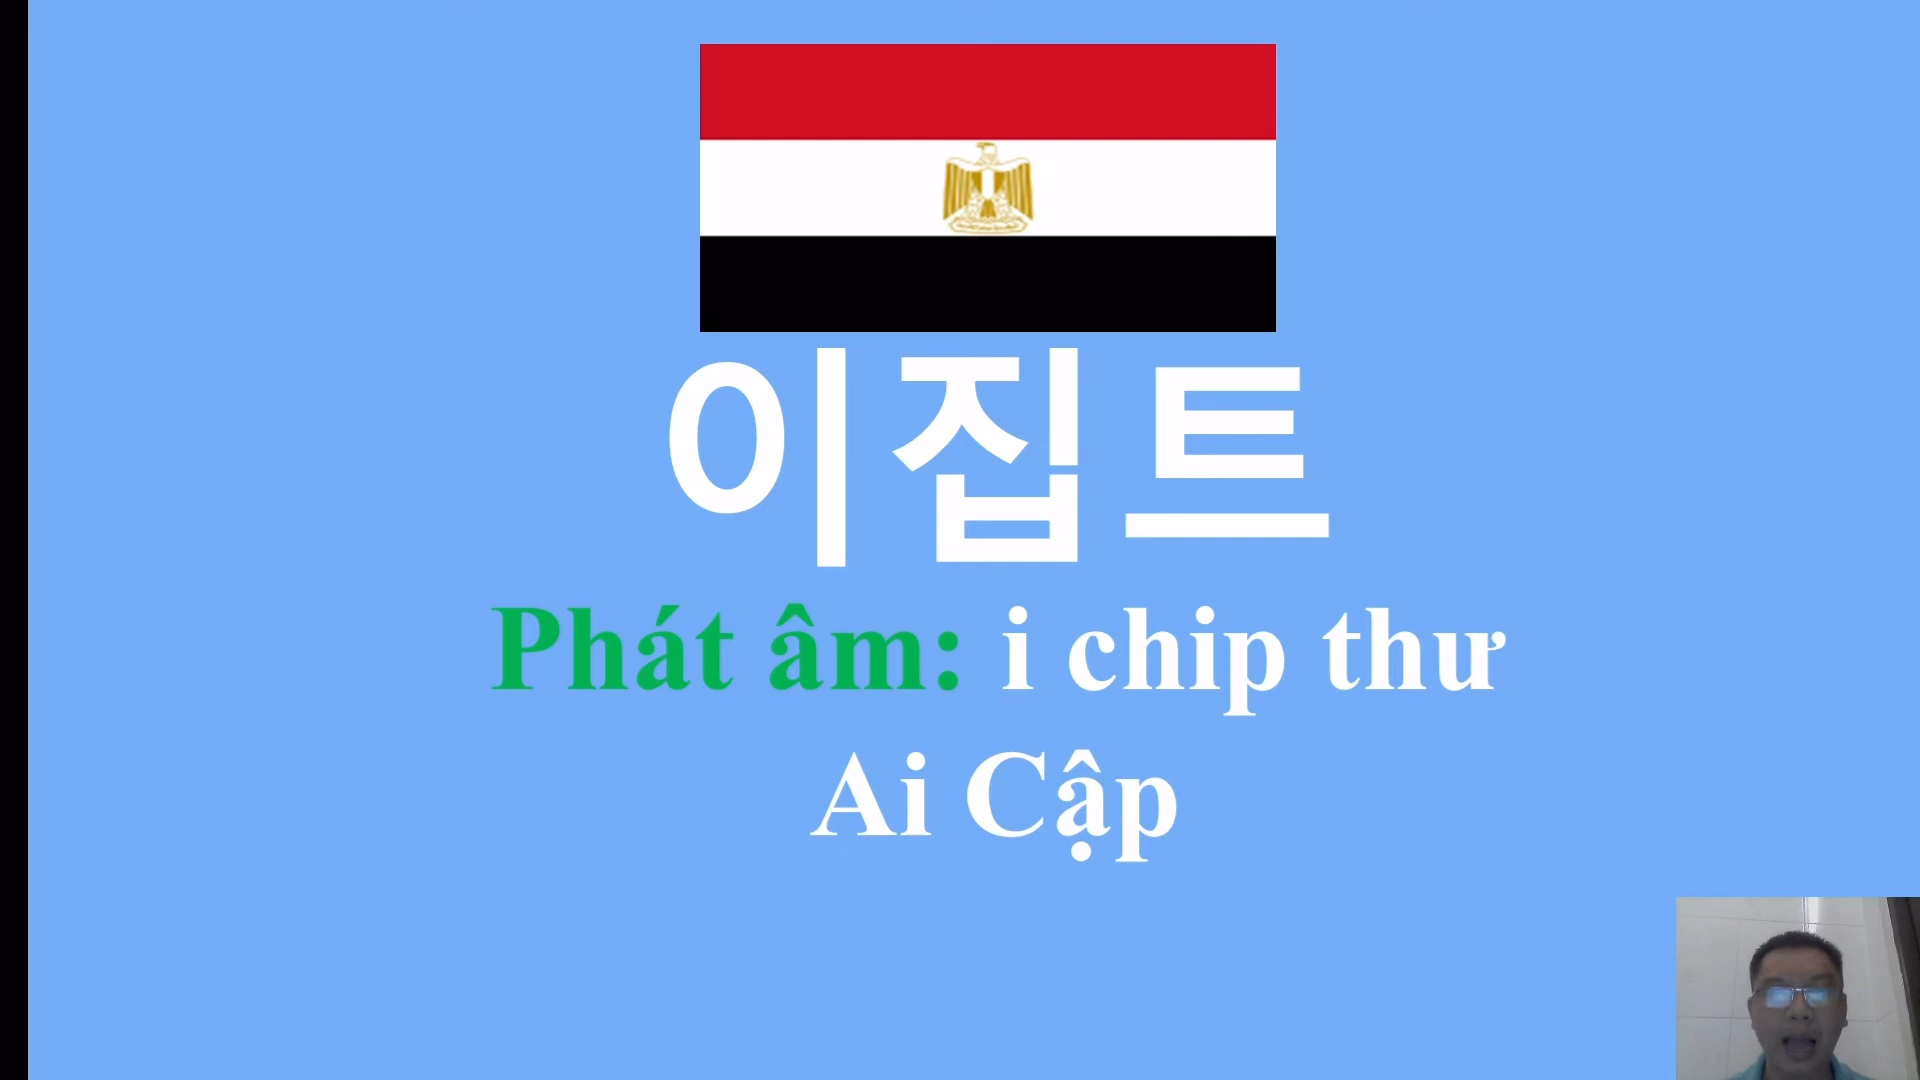 이집트
Phát âm: i chip thư
Ai Cập